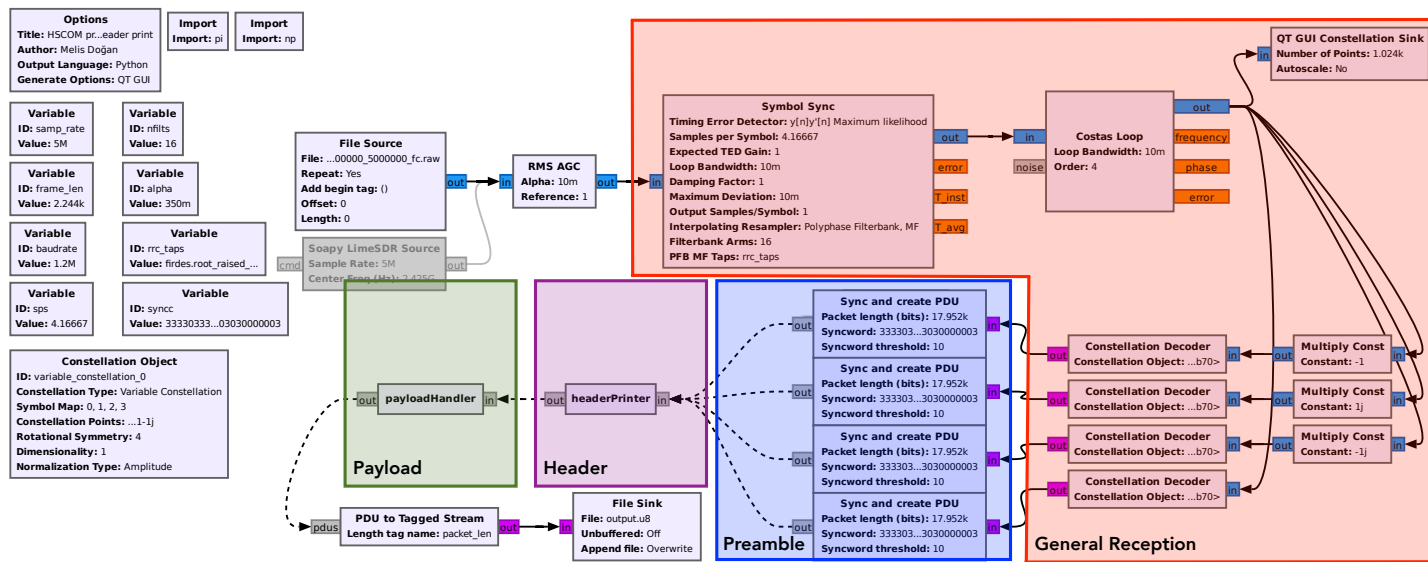 Options
Title: HSCOM pr...eader print
Author: Melis Doğan
Output Language: Python
Generate Options: QT GUI
Import
Import: pi
Import
Import: np
Variable
ID: samp_rate
Value: 5M
Variable
ID: nfilts
Value: 16
Variable
ID: frame_len
Value: 2.244k
Variable
ID: alpha
Value: 350m
Variable
ID: baudrate
Value: 1.2M
Variable
ID: rrc_taps
Value: firdes.root_raised_...
Variable
ID: sps
Value: 4.16667
Variable
ID: syncc
Value: 33330333...03030000003
Constellation Object
ID: variable_constellation_0
Constellation Type: Variable Constellation
Symbol Map: 0, 1, 2, 3
Constellation Points: ...1-1j
Rotational Symmetry: 4
Dimensionality: 1
Normalization Type: Amplitude
File Source
File: ...00000_5000000_fc.raw
Repeat: Yes
Add begin tag: ()
Offset: 0
Length: 0
out
Soapy LimeSDR Source
Sample Rate: 5M
Center Freq (Hz): 2.425G
cmd
out
in
RMS AGC
Alpha: 10m
Reference: 1
out
in
Symbol Sync
Timing Error Detector: y[n]y'[n] Maximum likelihood
Samples per Symbol: 4.16667
Expected TED Gain: 1
Loop Bandwidth: 10m
Damping Factor: 1
Maximum Deviation: 10m
Output Samples/Symbol: 1
Interpolating Resampler: Polyphase Filterbank, MF
Filterbank Arms: 16
PFB MF Taps: rrc_taps
out
error
T_inst
T_avg
in
noise
Costas Loop
Loop Bandwidth: 10m
Order: 4
out
frequency
phase
error
in
QT GUI Constellation Sink
Number of Points: 1.024k
Autoscale: No
out
Multiply Const
Constant: -1
in
out
Multiply Const
Constant: 1j
in
out
Multiply Const
Constant: -1j
in
out
Constellation Decoder
Constellation Object: ...b70>
in
out
Constellation Decoder
Constellation Object: ...b70>
in
out
Constellation Decoder
Constellation Object: ...b70>
in
out
Constellation Decoder
Constellation Object: ...b70>
in
General Reception
out
Sync and create PDU
Packet length (bits): 17.952k
Syncword: 333303...3030000003
Syncword threshold: 10
in
out
Sync and create PDU
Packet length (bits): 17.952k
Syncword: 333303...3030000003
Syncword threshold: 10
in
out
Sync and create PDU
Packet length (bits): 17.952k
Syncword: 333303...3030000003
Syncword threshold: 10
in
out
Sync and create PDU
Packet length (bits): 17.952k
Syncword: 333303...3030000003
Syncword threshold: 10
in
Preamble
out
headerPrinter
in
Header
out
payloadHandler
in
Payload
pdus
PDU to Tagged Stream
Length tag name: packet_len
out
in
File Sink
File: output.u8
Unbuffered: Off
Append file: Overwrite